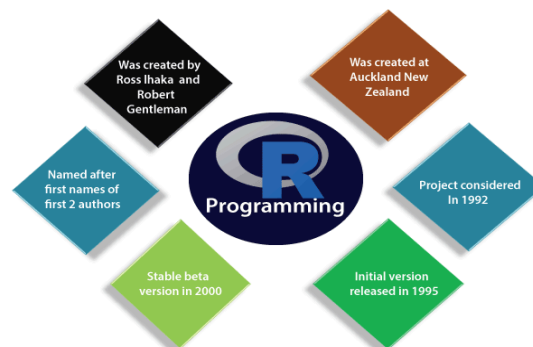 Was created by
Ross Ihaka and
Robert
Gentleman
Was created at
Auckland New
Zealand
Named after
first names of
first 2 authors
R
Programming
Project considered
In 1992
Stable beta
version in 2000
Initial version
released in 1995